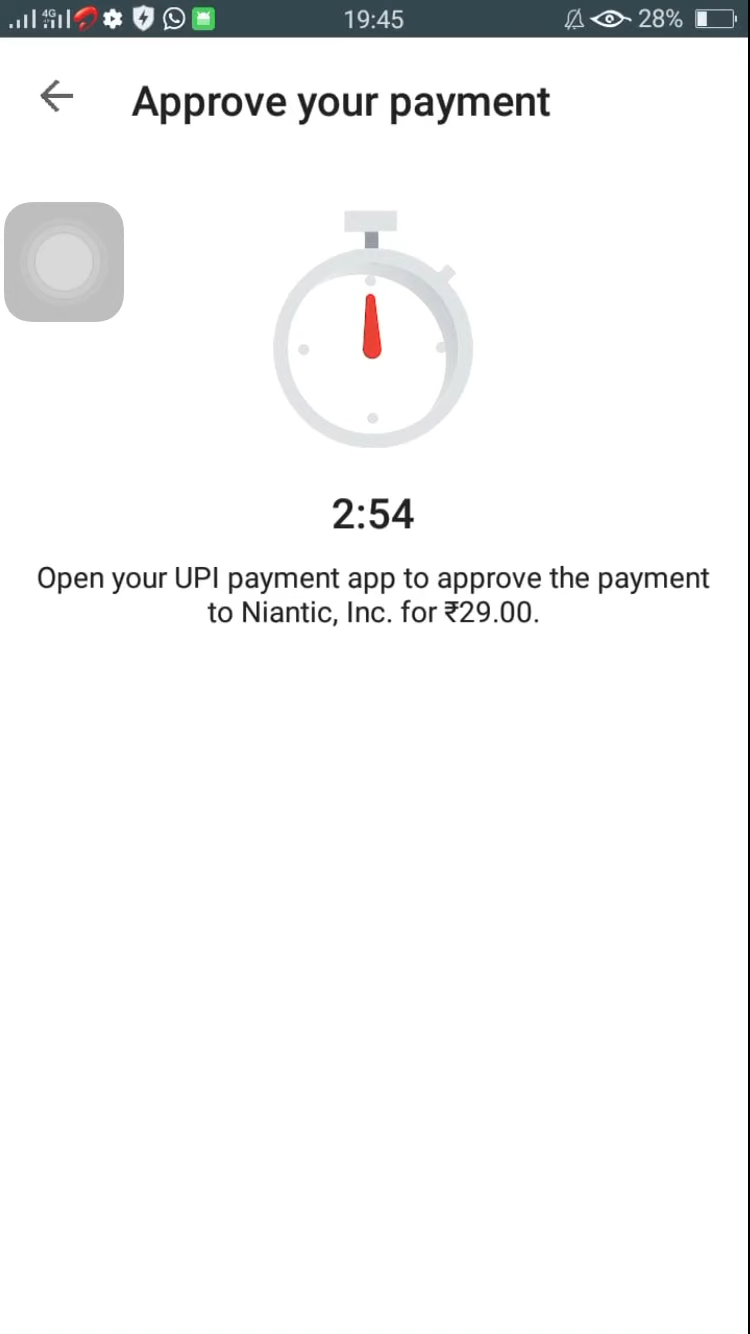 4G 19:45 28%
Approve your payment
2:54
Open your UPI payment app to approve the payment
to Niantic, Inc. for ₹29.00.